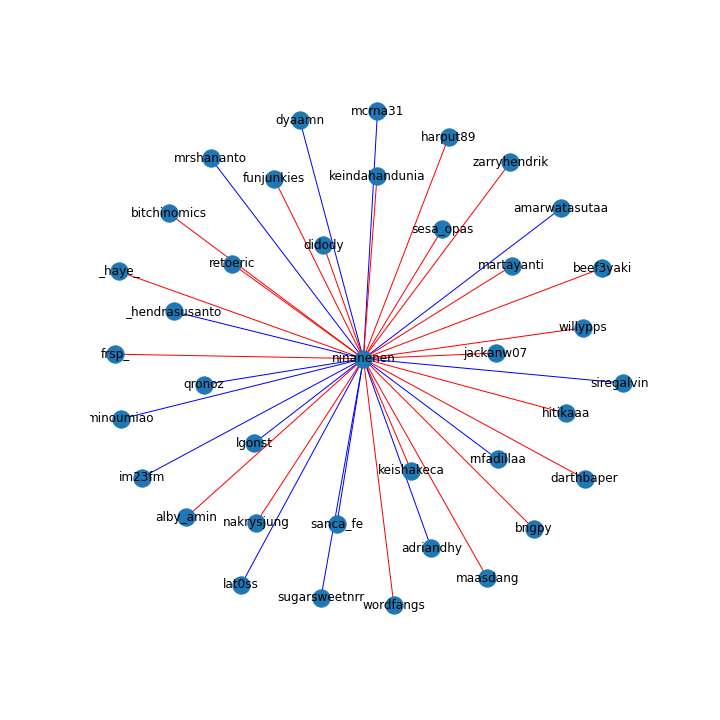 mcrna31
dyaamn
harput89
mrshananto
zarryhendrik
funjunkies
keindahandunia
amarwatasutaa
bitchinomics
sesa_opas
didody
retoeric
martayanti
beef3yaki
_haye_
_hendrasusanto
willypps
frsp_
jackanw07
ninanenen
siregalvin
qronoz
hitikaaa
minoumiao
lgonst
rnfadillaa
keishakeca
im23fm
darthbaper
alby_amin
nakrysjung
sanca_fe
bngpy
adriandhy
maasdang
lat0ss
sugarsweetnrr
wordfangs